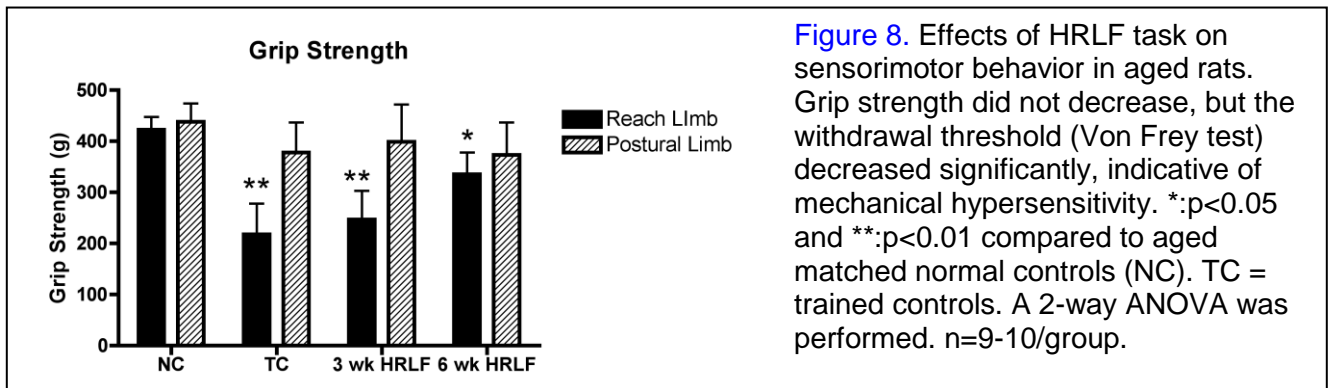 Grip Strength
500
400
300
200
100
0
Grip Strength (g)
**
**
*
NC TC 3 wk HRLF 6 wk HRLF
Reach LImb
Postural Limb
Figure 8. Effects of HRLF task on
sensorimotor behavior in aged rats.
Grip strength did not decrease, but the
withdrawal threshold (Von Frey test)
decreased significantly, indicative of
mechanical hypersensitivity. *:p<0.05
and **:p<0.01 compared to aged
matched normal controls (NC). TC =
trained controls. A 2-way ANOVA was
performed. n=9-10/group.